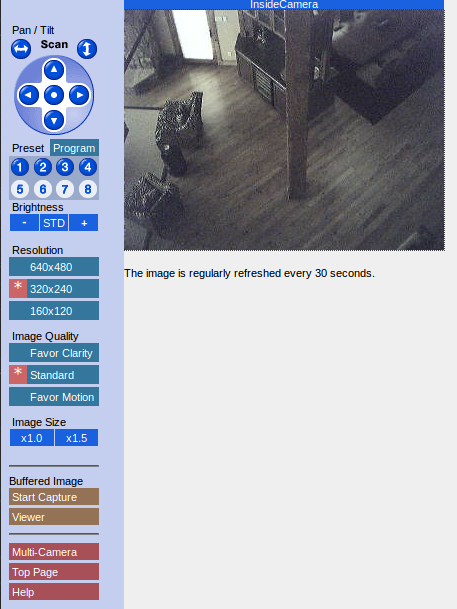 InsideCamera
Pan / Tilt
Scan
Preset Program
1 2 3 4
5 6 7 8
Brightness
- STD +
Resolution
640x480
* 320x240
160x120
Image Quality
Favor Clarity
* Standard
Favor Motion
Image Size
x1.0 x1.5
Buffered Image
Start Capture
Viewer
Multi-Camera
Top Page
Help
The image is regularly refreshed every 30 seconds.